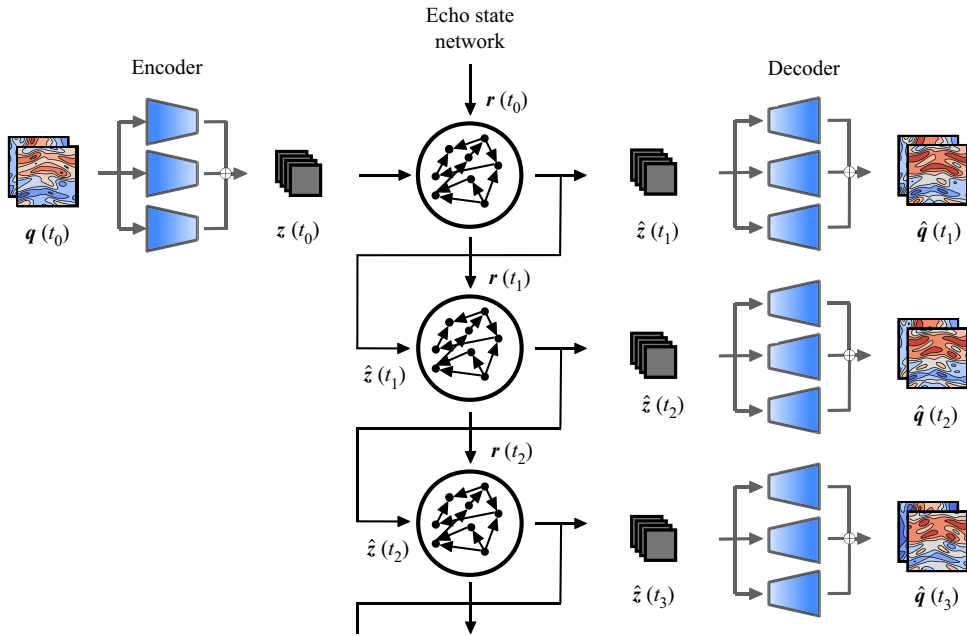 Echo state
network
Encoder
Decoder
r (t₀)
q (t₀)
z (t₀)
ẑ (t₁)
q̂ (t₁)
r (t₁)
ẑ (t₁)
ẑ (t₂)
q̂ (t₂)
r (t₂)
ẑ (t₂)
ẑ (t₃)
q̂ (t₃)